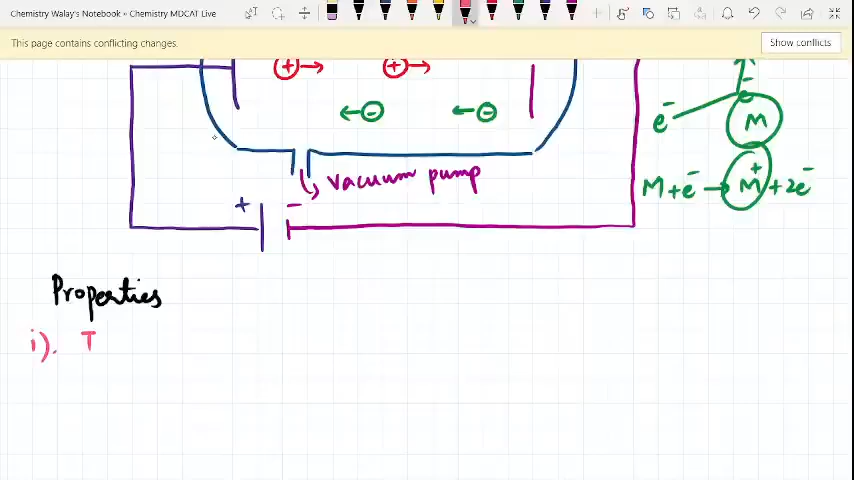 Chemistry Walay's Notebook » Chemistry MDCAT Live
This page contains conflicting changes.
Show conflicts
+ +
- -
e⁻ M
vacuum pump
M + e⁻ → M⁺ + 2e⁻
+ -
Properties
i). T